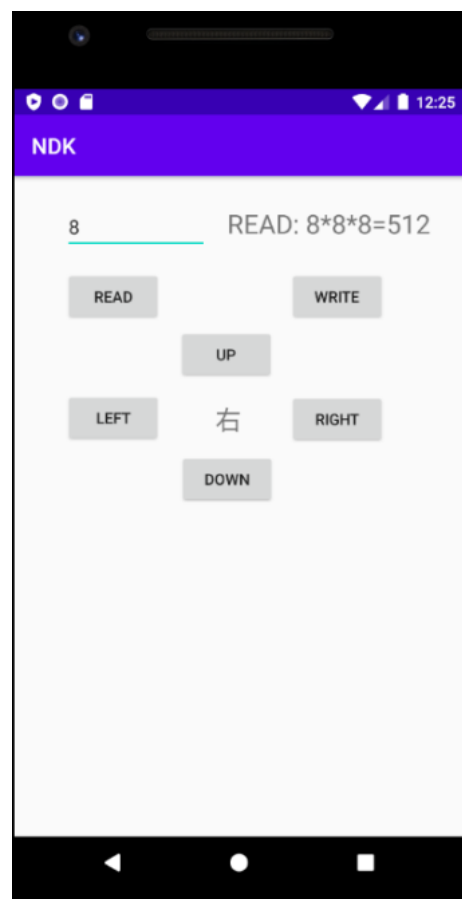 12:25
NDK
8 READ: 8*8*8=512
READ WRITE
UP
LEFT 右 RIGHT
DOWN